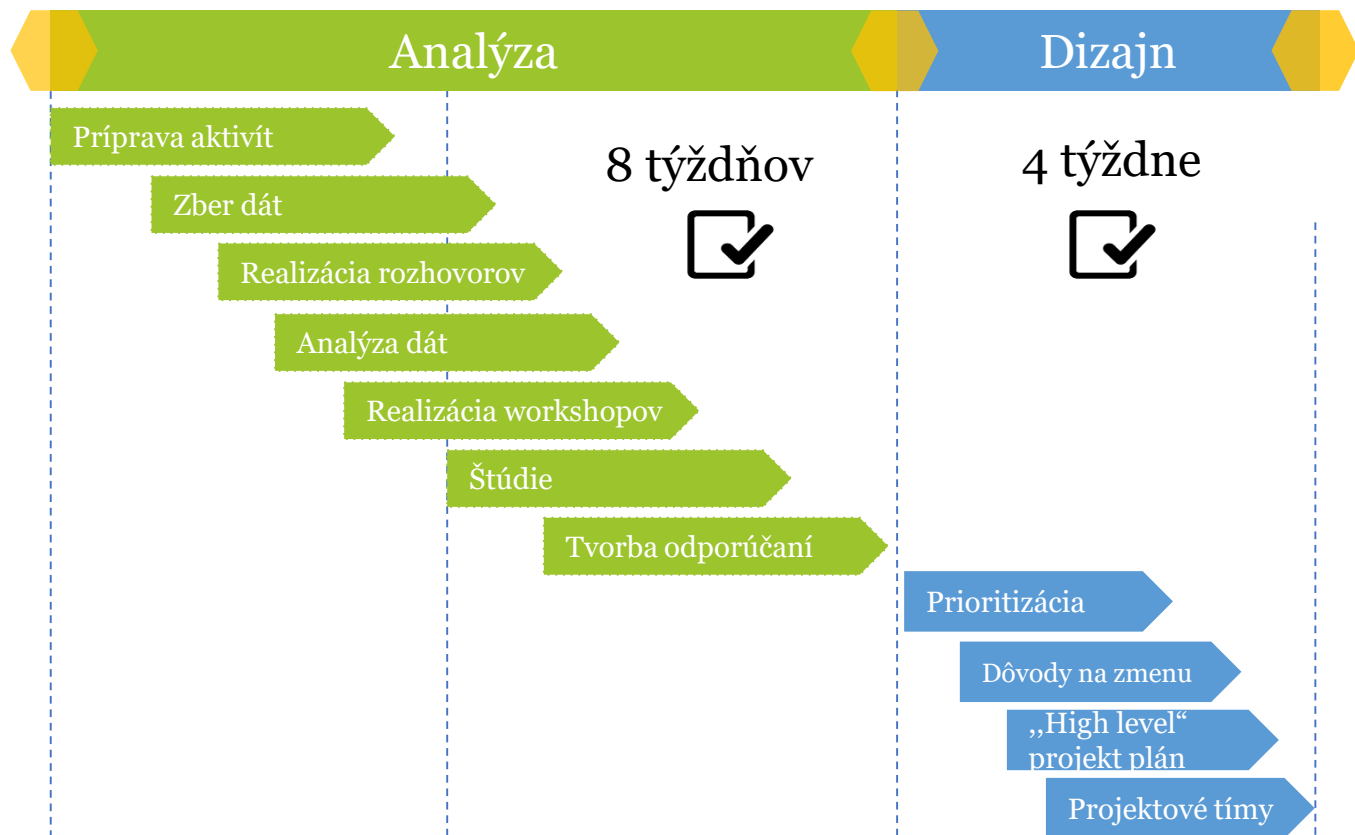 Analýza
Dizajn
Príprava aktivít
8 týždňov
4 týždne
Zber dát
Realizácia rozhovorov
Analýza dát
Realizácia workshopov
Štúdie
Tvorba odporúčaní
Prioritizácia
Dôvody na zmenu
,,High level“
projekt plán
Projektové tímy